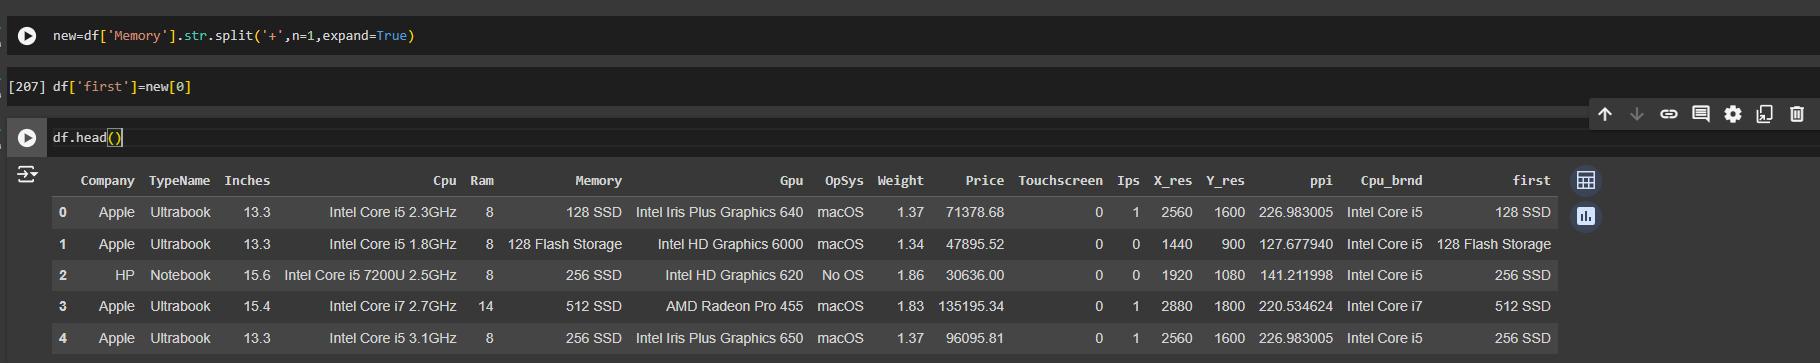 new=df['Memory'].str.split('+',n=1,expand=True)
[207] df['first']=new[0]
df.head()
Company TypeName Inches Cpu Ram Memory Gpu OpSys Weight Price Touchscreen Ips X_res Y_res ppi Cpu_brnd first
0 Apple Ultrabook 13.3 Intel Core i5 2.3GHz 8 128 SSD Intel Iris Plus Graphics 640 macOS 1.37 71378.68 0 1 2560 1600 226.983005 Intel Core i5 128 SSD
1 Apple Ultrabook 13.3 Intel Core i5 1.8GHz 8 128 Flash Storage Intel HD Graphics 6000 macOS 1.34 47895.52 0 0 1440 900 127.677940 Intel Core i5 128 Flash Storage
2 HP Notebook 15.6 Intel Core i5 7200U 2.5GHz 8 256 SSD Intel HD Graphics 620 No OS 1.86 30636.00 0 0 1920 1080 141.211998 Intel Core i5 256 SSD
3 Apple Ultrabook 15.4 Intel Core i7 2.7GHz 14 512 SSD AMD Radeon Pro 455 macOS 1.83 135195.34 0 1 2880 1800 220.534624 Intel Core i7 512 SSD
4 Apple Ultrabook 13.3 Intel Core i5 3.1GHz 8 256 SSD Intel Iris Plus Graphics 650 macOS 1.37 96095.81 0 1 2560 1600 226.983005 Intel Core i5 256 SSD